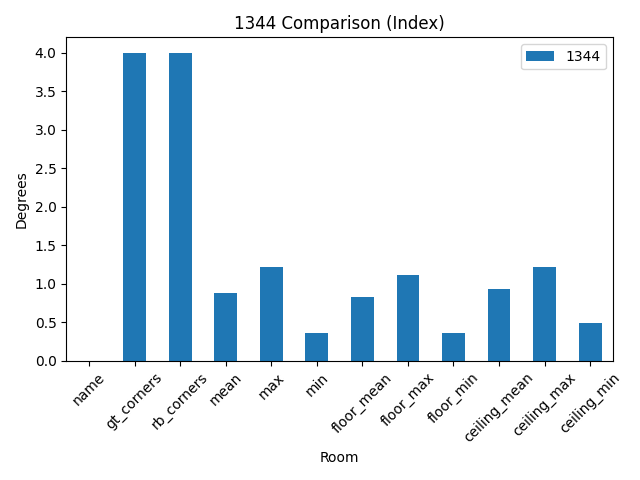 1344 Comparison (Index)
1344
Degrees
4.0
3.5
3.0
2.5
2.0
1.5
1.0
0.5
0.0
name
gt_corners
rb_corners
mean
max
min
floor_mean
floor_max
floor_min
ceiling_mean
ceiling_max
ceiling_min
Room